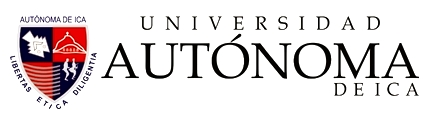 AUTÓNOMA DE ICA
LIBERTAS ETICA DILIGENTIA
UNIVERSIDAD
AUTÓNOMA
DE ICA